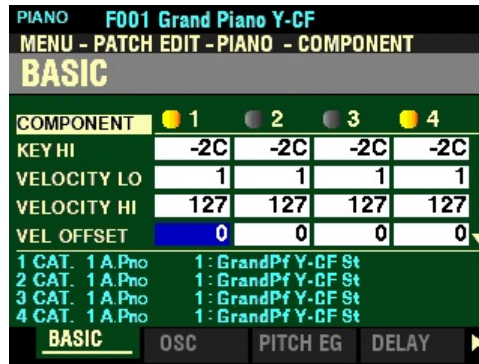 PIANO F001 Grand Piano Y-CF
MENU - PATCH EDIT - PIANO - COMPONENT
BASIC
COMPONENT 1 2 3 4
KEY HI -2C -2C -2C -2C
VELOCITY LO 1 1 1 1
VELOCITY HI 127 127 127 127
VEL OFFSET 0 0 0 0
1 CAT. 1 A.Pno 1: GrandPf Y-CF St
2 CAT. 1 A.Pno 1: GrandPf Y-CF St
3 CAT. 1 A.Pno 1: GrandPf Y-CF St
4 CAT. 1 A.Pno 1: GrandPf Y-CF St
BASIC OSC PITCH EG DELAY